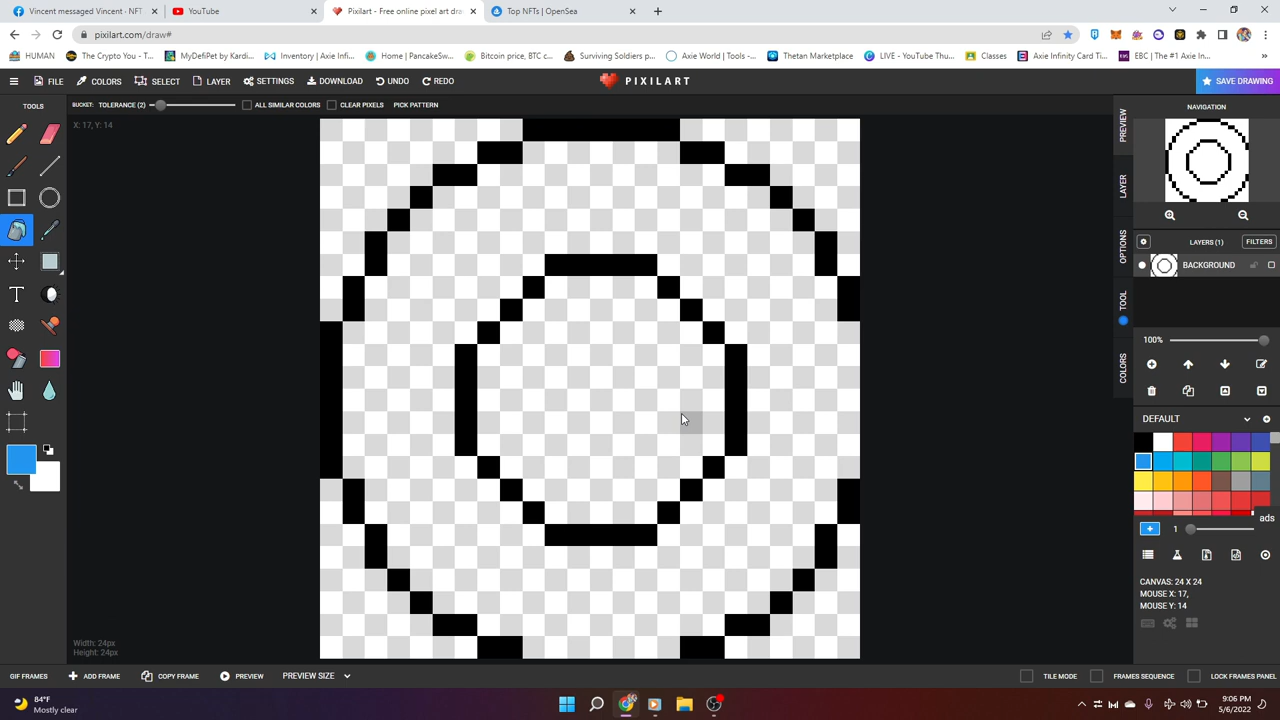 Vincent messaged Vincent - NFT
YouTube
Pixilart - Free online pixel art dra
Top NFTs | OpenSea
pixilart.com/draw#
HUMAN
The Crypto You - T...
MyDefiPet by Kardi...
Inventory | Axie Infi...
Home | PancakeSw...
Bitcoin price, BTC c...
Surviving Soldiers p...
Axie World | Tools -...
Thetan Marketplace
LIVE - YouTube Thu...
Classes
Axie Infinity Card Ti...
EBC | The #1 Axie In...
FILE
COLORS
SELECT
LAYER
SETTINGS
DOWNLOAD
UNDO
REDO
PIXILART
SAVE DRAWING
TOOLS
BUCKET: TOLERANCE (2)
ALL SIMILAR COLORS
CLEAR PIXELS
PICK PATTERN
NAVIGATION
X: 17, Y: 14
PREVIEW
LAYER
OPTIONS
TOOL
COLORS
LAYERS (1)
FILTERS
BACKGROUND
100%
DEFAULT
ads
1
CANVAS: 24 X 24
MOUSE X: 17,
MOUSE Y: 14
Width: 24px
Height: 24px
GIF FRAMES
ADD FRAME
COPY FRAME
PREVIEW
PREVIEW SIZE
TILE MODE
FRAMES SEQUENCE
LOCK FRAMES PANEL
84°F
Mostly clear
9:06 PM
5/6/2022